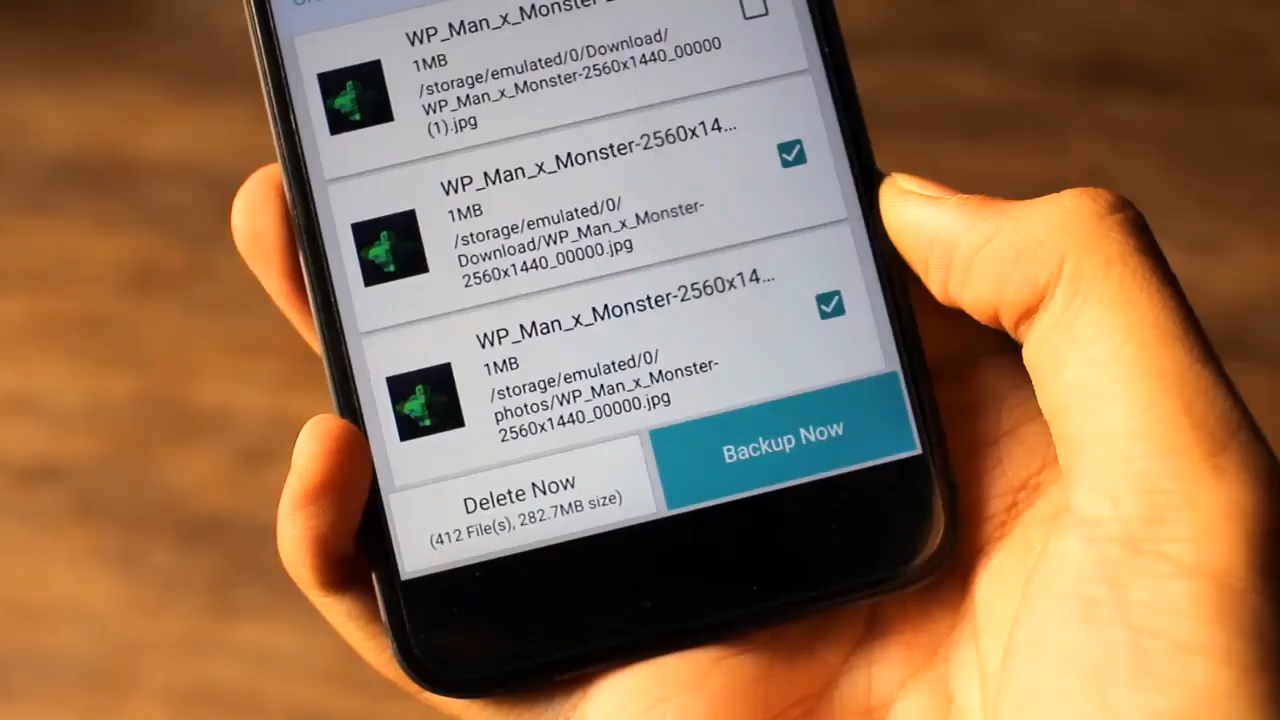 WP_Man_x_Monster-
1MB
/storage/emulated/0/Download/
WP_Man_x_Monster-2560x1440_00000
(1).jpg
WP_Man_x_Monster-2560x14...
1MB
/storage/emulated/0/
Download/WP_Man_x_Monster-
2560x1440_00000.jpg
WP_Man_x_Monster-2560x14...
1MB
/storage/emulated/0/
photos/WP_Man_x_Monster-
2560x1440_00000.jpg
Delete Now
(412 File(s), 282.7MB size)
Backup Now